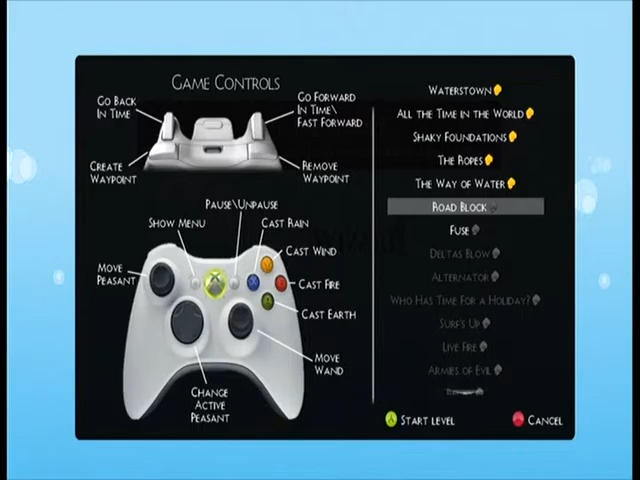 Game Controls
Go Back
In Time
Go Forward
In Time\
Fast Forward
Create
Waypoint
Remove
Waypoint
Pause\Unpause
Show Menu
Cast Rain
Cast Wind
Move
Peasant
Cast Fire
Cast Earth
Move
Wand
Change
Active
Peasant
Waterstown
All the Time in the World
Shaky Foundations
The Ropes
The Way of Water
Road Block
Fuse
Deltas Blow
Alternator
Who Has Time For a Holiday?
Surf's Up
Live Fire
Armies of Evil
A Start level
B Cancel